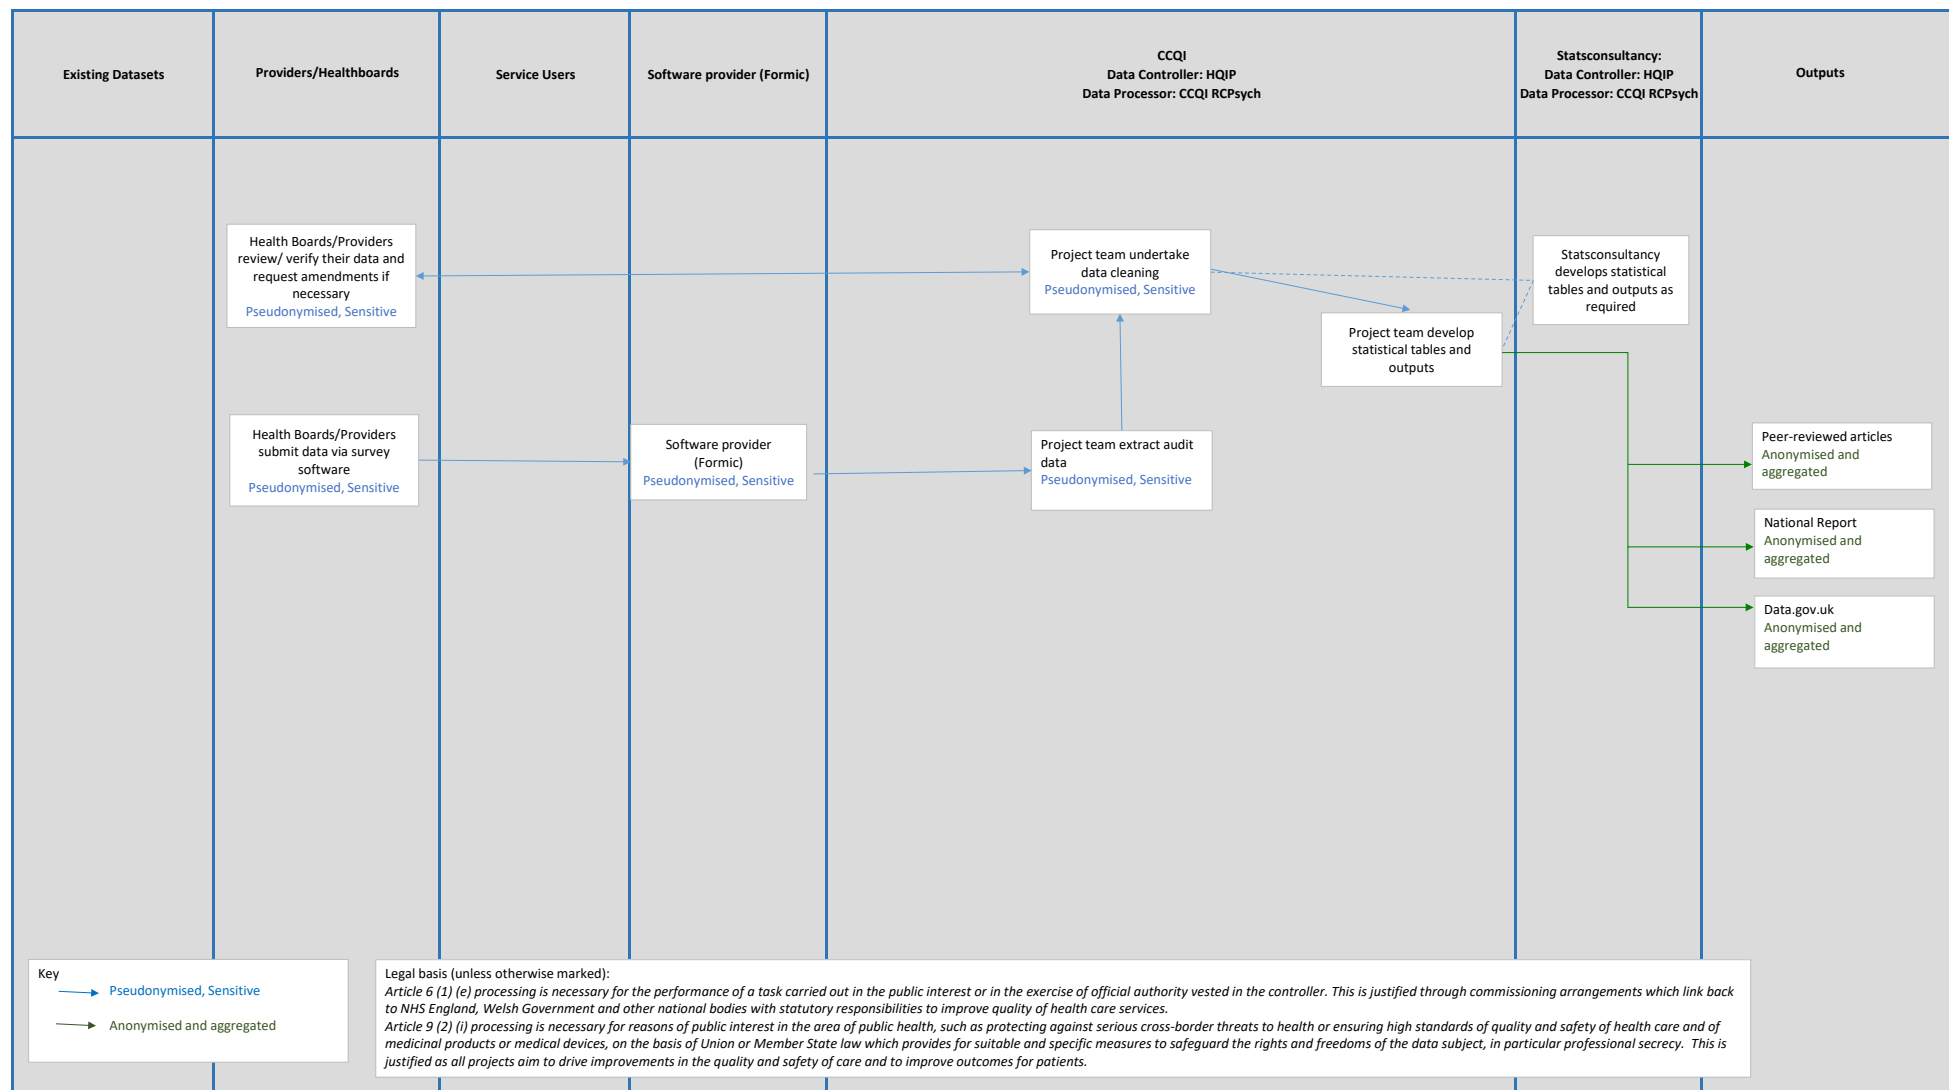 Existing Datasets
Providers/Healthboards
Service Users
Software provider (Formic)
CCQI
Data Controller: HQIP
Data Processor: CCQI RCPsych
Statsconsultancy:
Data Controller: HQIP
Data Processor: CCQI RCPsych
Outputs
Health Boards/Providers
review/ verify their data and
request amendments if
necessary
Pseudonymised, Sensitive
Project team undertake
data cleaning
Pseudonymised, Sensitive
Statsconsultancy
develops statistical
tables and outputs as
required
Project team develop
statistical tables and
outputs
Health Boards/Providers
submit data via survey
software
Pseudonymised, Sensitive
Software provider
(Formic)
Pseudonymised, Sensitive
Project team extract audit
data
Pseudonymised, Sensitive
Peer-reviewed articles
Anonymised and
aggregated
National Report
Anonymised and
aggregated
Data.gov.uk
Anonymised and
aggregated
Key
Pseudonymised, Sensitive
Anonymised and aggregated
Legal basis (unless otherwise marked):
Article 6 (1) (e) processing is necessary for the performance of a task carried out in the public interest or in the exercise of official authority vested in the controller. This is justified through commissioning arrangements which link back
to NHS England, Welsh Government and other national bodies with statutory responsibilities to improve quality of health care services.
Article 9 (2) (i) processing is necessary for reasons of public interest in the area of public health, such as protecting against serious cross-border threats to health or ensuring high standards of quality and safety of health care and of
medicinal products or medical devices, on the basis of Union or Member State law which provides for suitable and specific measures to safeguard the rights and freedoms of the data subject, in particular professional secrecy. This is
justified as all projects aim to drive improvements in the quality and safety of care and to improve outcomes for patients.